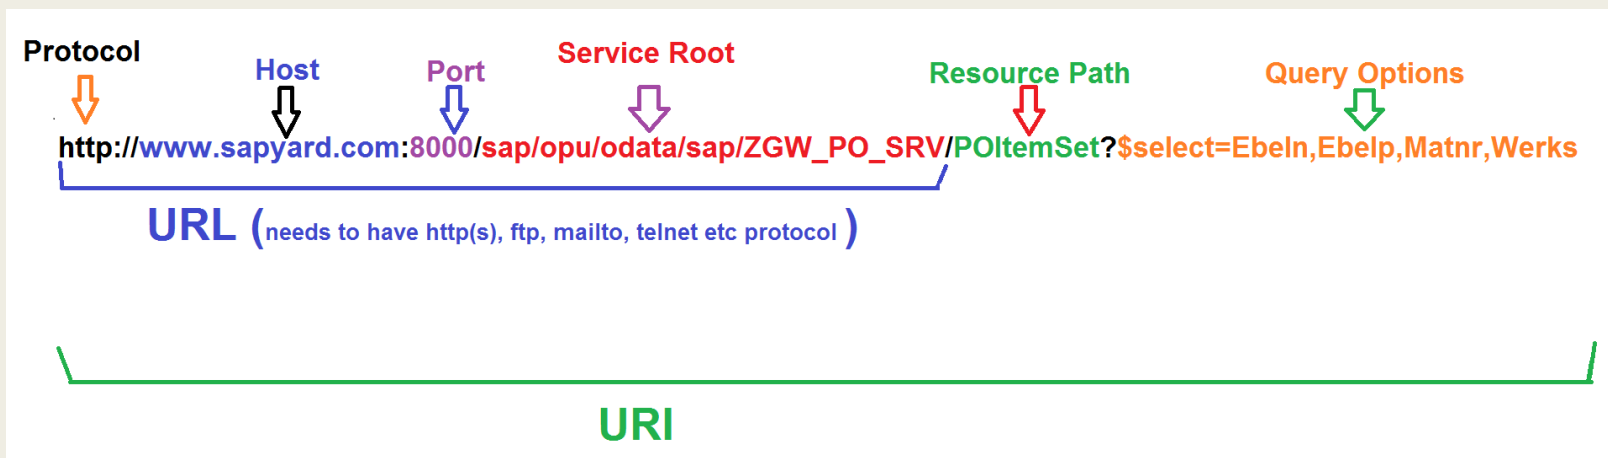 Protocol
Host
Port
Service Root
Resource Path
Query Options
http://www.sapyard.com:8000/sap/opu/odata/sap/ZGW_PO_SRV/POItemSet?$select=Ebeln,Ebelp,Matnr,Werks
URL (needs to have http(s), ftp, mailto, telnet etc protocol )
URI